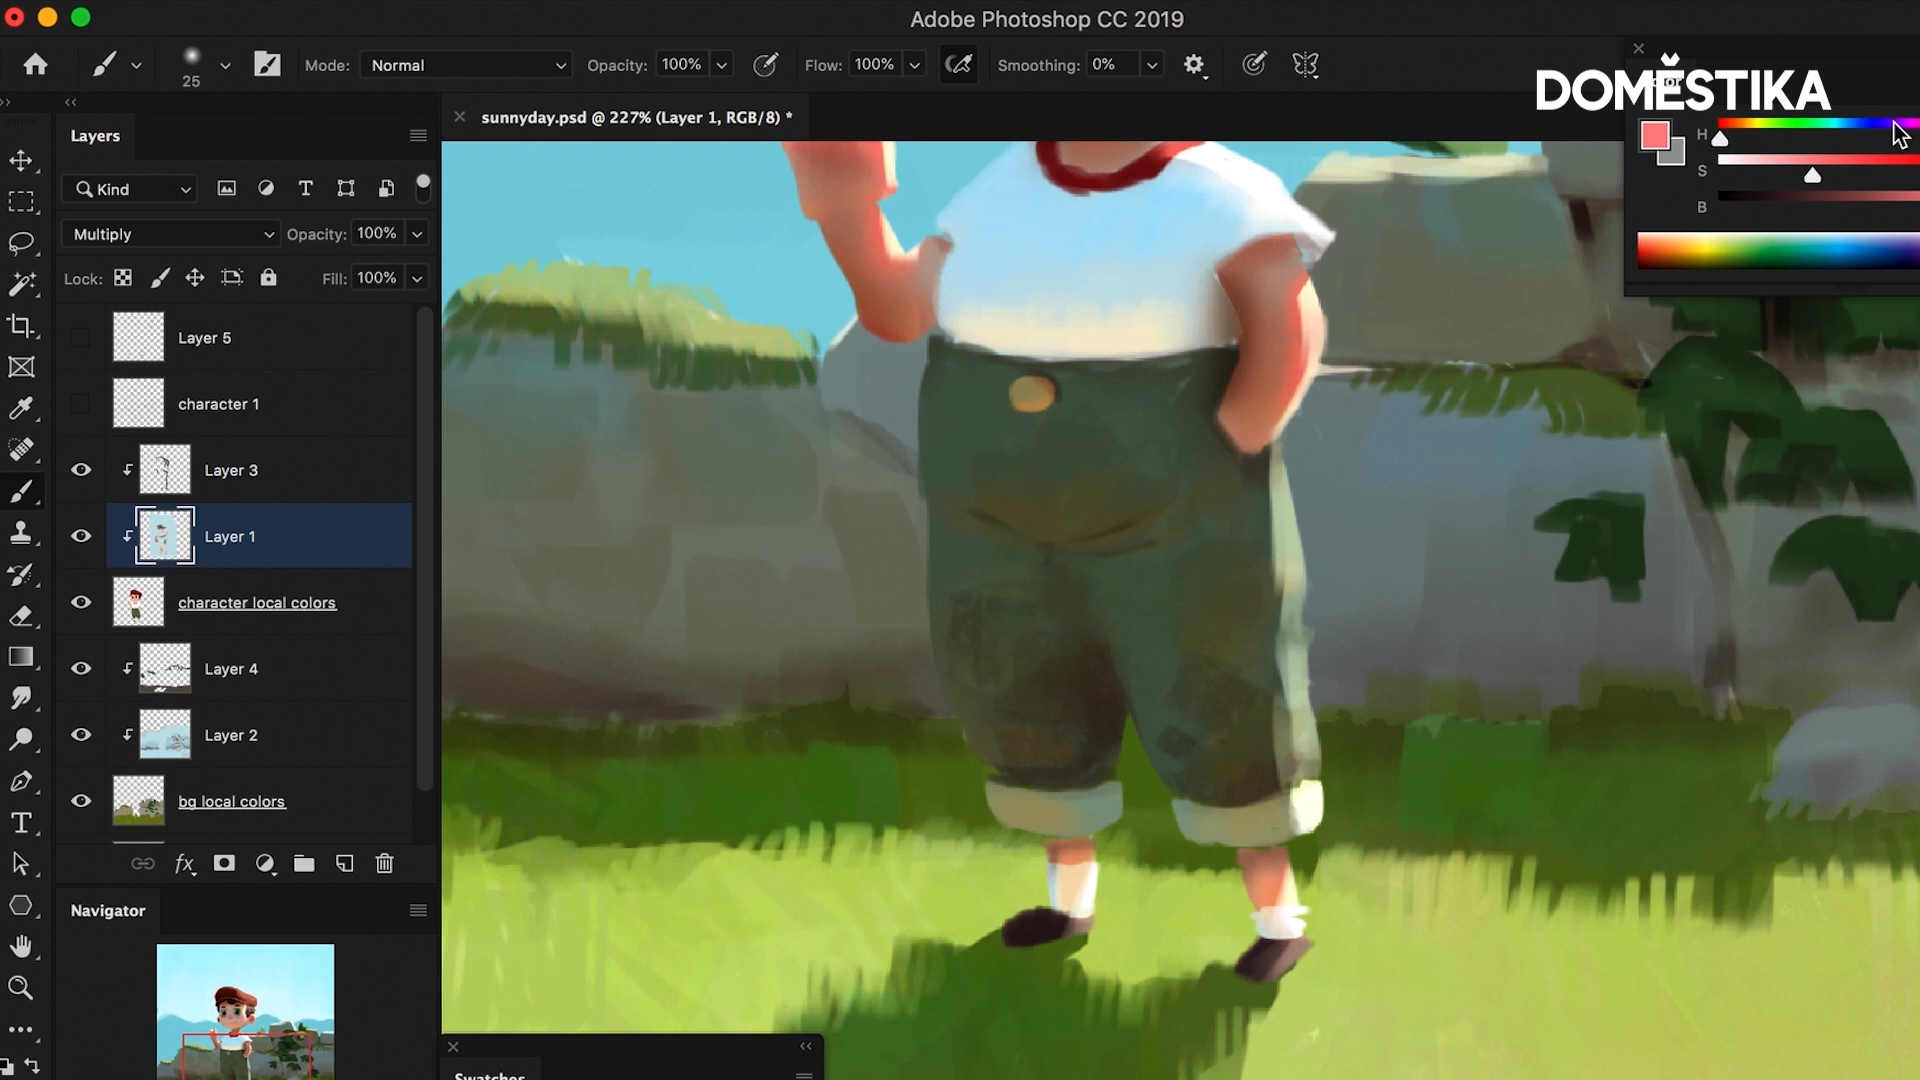 Adobe Photoshop CC 2019
25
Mode: Normal
Opacity: 100%
Flow: 100%
Smoothing: 0%
DOMESTIKA
Layers
sunnyday.psd @ 227% (Layer 1, RGB/8) *
H
S
B
Kind
Multiply
Opacity: 100%
Lock:
Fill: 100%
Layer 5
character 1
Layer 3
Layer 1
character local colors
Layer 4
Layer 2
bg local colors
fx
Navigator
Swatches